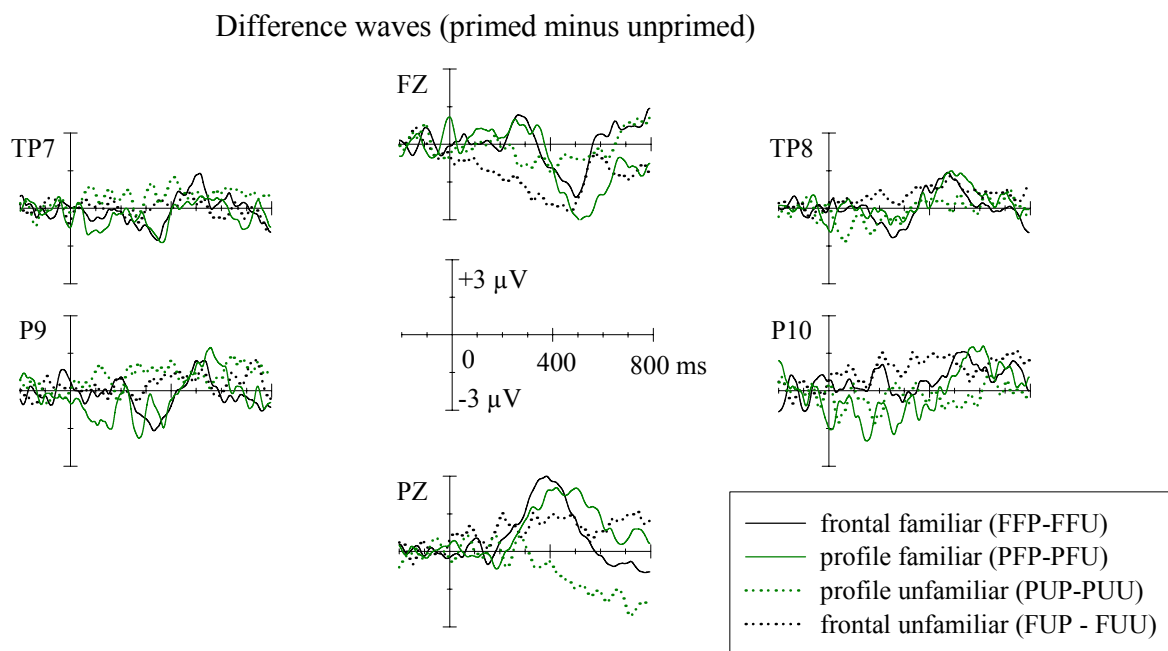 Difference waves (primed minus unprimed)
FZ
TP7
TP8
+3 µV
P9
P10
0
400
800 ms
-3 µV
PZ
frontal familiar (FFP-FFU)
profile familiar (PFP-PFU)
profile unfamiliar (PUP-PUU)
frontal unfamiliar (FUP - FUU)